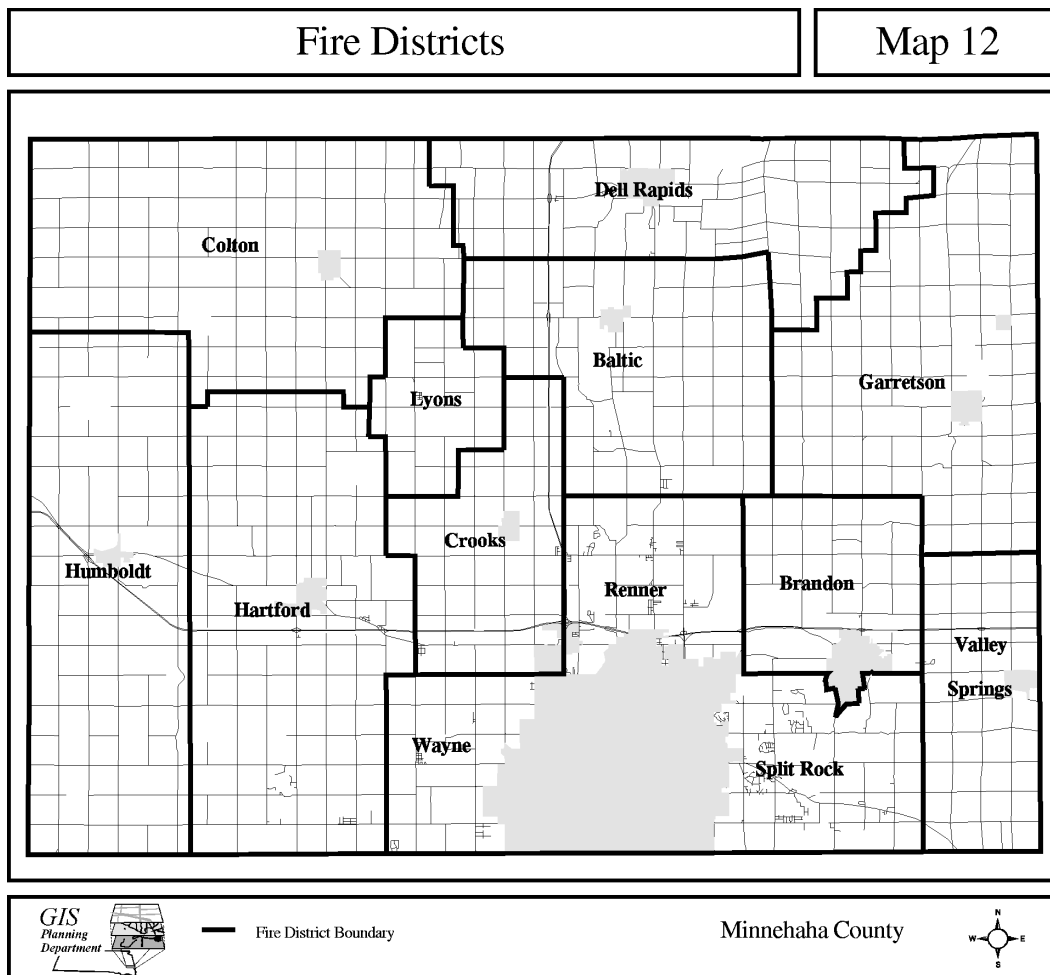 Fire Districts
Map 12
Dell Rapids
Colton
Baltic
Garretson
Lyons
Crooks
Humboldt
Hartford
Renner
Brandon
Valley
Springs
Wayne
Split Rock
GIS
Planning
Department
Fire District Boundary
Minnehaha County
N
W
E
S